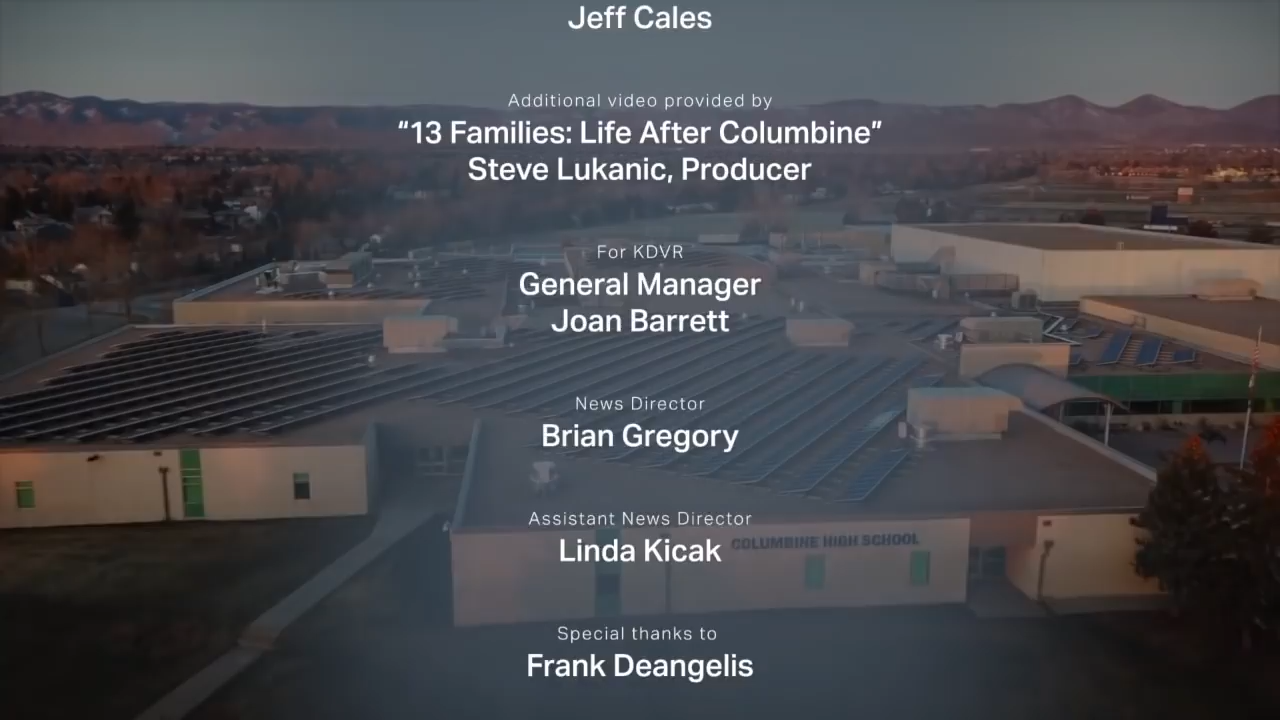 Jeff Cales
Additional video provided by
“13 Families: Life After Columbine”
Steve Lukanic, Producer
For KDVR
General Manager
Joan Barrett
News Director
Brian Gregory
Assistant News Director
Linda Kicak
COLUMBINE HIGH SCHOOL
Special thanks to
Frank Deangelis